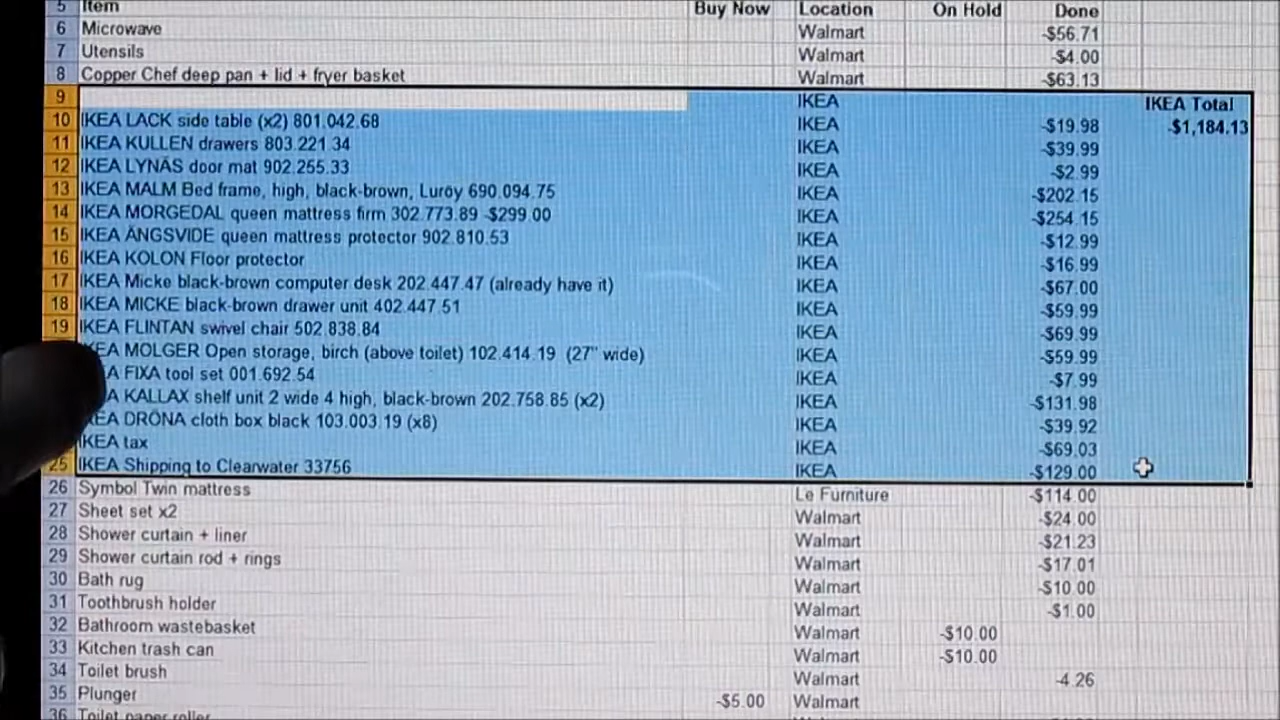 5 Item Buy Now Location On Hold Done
6 Microwave Walmart -$56.71
7 Utensils Walmart -$4.00
8 Copper Chef deep pan + lid + fryer basket Walmart -$63.13
9 IKEA IKEA Total
10 IKEA LACK side table (x2) 801.042.68 IKEA -$19.98 -$1,184.13
11 IKEA KULLEN drawers 803.221.34 IKEA -$39.99
12 IKEA LYNÄS door mat 902.255.33 IKEA -$2.99
13 IKEA MALM Bed frame, high, black-brown, Luröy 690.094.75 IKEA -$202.15
14 IKEA MORGEDAL queen mattress firm 302.773.89 -$299.00 IKEA -$254.15
15 IKEA ÄNGSVIDE queen mattress protector 902.810.53 IKEA -$12.99
16 IKEA KOLON Floor protector IKEA -$16.99
17 IKEA Micke black-brown computer desk 202.447.47 (already have it) IKEA -$67.00
18 IKEA MICKE black-brown drawer unit 402.447.51 IKEA -$59.99
19 IKEA FLINTAN swivel chair 502.838.84 IKEA -$69.99
EA MOLGER Open storage, birch (above toilet) 102.414.19 (27" wide) IKEA -$59.99
A FIXA tool set 001.692.54 IKEA -$7.99
A KALLAX shelf unit 2 wide 4 high, black-brown 202.758.85 (x2) IKEA -$131.98
EA DRÖNA cloth box black 103.003.19 (x8) IKEA -$39.92
IKEA tax IKEA -$69.03
25 IKEA Shipping to Clearwater 33756 IKEA -$129.00
26 Symbol Twin mattress Le Furniture -$114.00
27 Sheet set x2 Walmart -$24.00
28 Shower curtain + liner Walmart -$21.23
29 Shower curtain rod + rings Walmart -$17.01
30 Bath rug Walmart -$10.00
31 Toothbrush holder Walmart -$1.00
32 Bathroom wastebasket Walmart -$10.00
33 Kitchen trash can Walmart -$10.00
34 Toilet brush Walmart -4.26
35 Plunger -$5.00 Walmart
36 Toilet paper roller